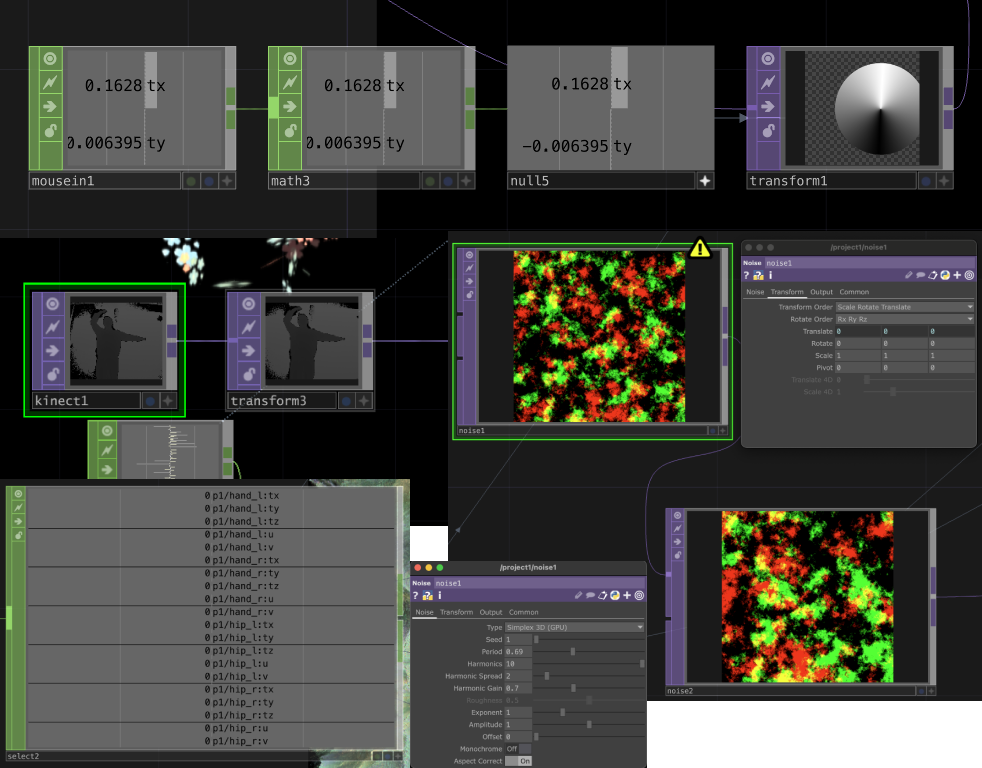 0.1628 tx
0.006395 ty
mousein1
0.1628 tx
0.006395 ty
math3
0.1628 tx
-0.006395 ty
null5
transform1
kinect1
transform3
noise1
/project1/noise1
Noise noise1
? i
Noise Transform Output Common
Transform Order Scale Rotate Translate
Rotate Order Rx Ry Rz
Translate 0 0 0
Rotate 0 0 0
Scale 1 1 1
Pivot 0 0 0
Translate 4D 0
Scale 4D 1
0 p1/hand_l:tx
0 p1/hand_l:ty
0 p1/hand_l:tz
0 p1/hand_l:u
0 p1/hand_l:v
0 p1/hand_r:tx
0 p1/hand_r:ty
0 p1/hand_r:tz
0 p1/hand_r:u
0 p1/hand_r:v
0 p1/hip_l:tx
0 p1/hip_l:ty
0 p1/hip_l:tz
0 p1/hip_l:u
0 p1/hip_l:v
0 p1/hip_r:tx
0 p1/hip_r:ty
0 p1/hip_r:tz
0 p1/hip_r:u
0 p1/hip_r:v
select2
/project1/noise1
Noise noise1
? i
Noise Transform Output Common
Type Simplex 3D (GPU)
Seed 1
Period 0.69
Harmonics 10
Harmonic Spread 2
Harmonic Gain 0.7
Roughness 0.5
Exponent 1
Amplitude 1
Offset 0
Monochrome Off
Aspect Correct On
noise2